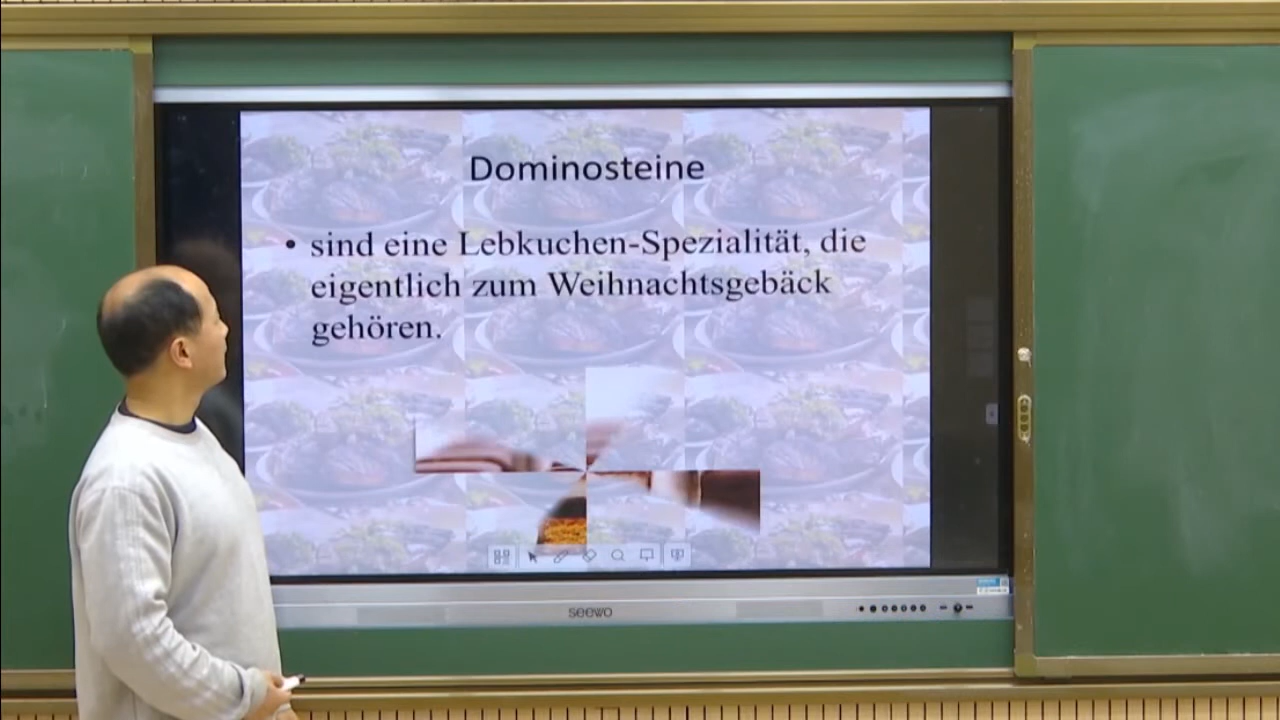 Dominosteine
• sind eine Lebkuchen-Spezialität, die
eigentlich zum Weihnachtsgebäck
gehören.
seewo